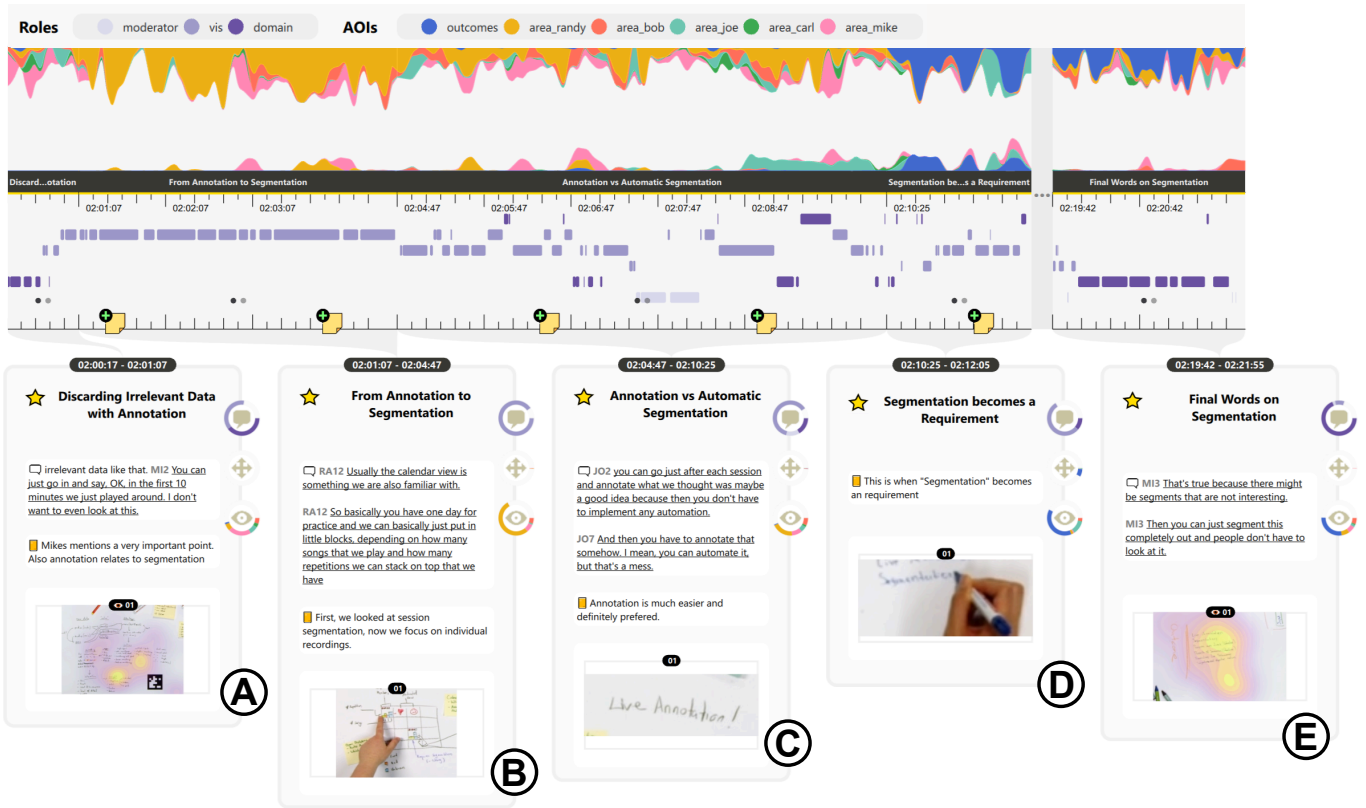 Roles moderator vis domain AOIs outcomes area_randy area_bob area_joe area_carl area_mike
Discard...otation From Annotation to Segmentation Annotation vs Automatic Segmentation Segmentation be...s a Requirement Final Words on Segmentation
02:01:07 02:02:07 02:03:07 02:04:47 02:05:47 02:06:47 02:07:47 02:08:47 02:10:25 02:19:42 02:20:42
02:00:17 - 02:01:07
Discarding Irrelevant Data
with Annotation
irrelevant data like that. MI2 You can
just go in and say, OK, in the first 10
minutes we just played around. I don't
want to even look at this.
Mikes mentions a very important point.
Also annotation relates to segmentation
01
A
02:01:07 - 02:04:47
From Annotation to
Segmentation
RA12 Usually the calendar view is
something we are also familiar with.
RA12 So basically you have one day for
practice and we can basically just put in
little blocks, depending on how many
songs that we play and how many
repetitions we can stack on top that we
have
First, we looked at session
segmentation, now we focus on individual
recordings.
01
B
02:04:47 - 02:10:25
Annotation vs Automatic
Segmentation
JO2 you can go just after each session
and annotate what we thought was maybe
a good idea because then you don't have
to implement any automation.
JO7 And then you have to annotate that
somehow. I mean, you can automate it,
but that's a mess.
Annotation is much easier and
definitely prefered.
01
Live Annotation!
C
02:10:25 - 02:12:05
Segmentation becomes a
Requirement
This is when "Segmentation" becomes
an requirement
01
Segmentation
D
02:19:42 - 02:21:55
Final Words on
Segmentation
MI3 That's true because there might
be segments that are not interesting.
MI3 Then you can just segment this
completely out and people don't have to
look at it.
01
E